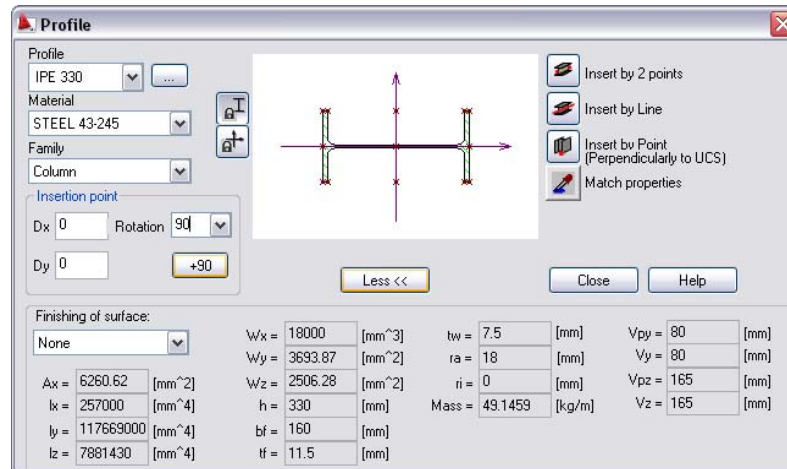 Profile
Profile
IPE 330
...
Material
STEEL 43-245
Family
Column
Insertion point
Dx 0 Rotation 90
Dy 0 +90
Insert by 2 points
Insert by Line
Insert by Point
(Perpendicularly to UCS)
Match properties
Less << Close Help
Finishing of surface:
None
Ax = 6260.62 [mm^2]
Ix = 257000 [mm^4]
Iy = 117669000 [mm^4]
Iz = 7881430 [mm^4]
Wx = 18000 [mm^3]
Wy = 3693.87 [mm^2]
Wz = 2506.28 [mm^2]
h = 330 [mm]
bf = 160 [mm]
tf = 11.5 [mm]
tw = 7.5 [mm]
ra = 18 [mm]
ri = 0 [mm]
Mass = 49.1459 [kg/m]
Vpy = 80 [mm]
Vy = 80 [mm]
Vpz = 165 [mm]
Vz = 165 [mm]